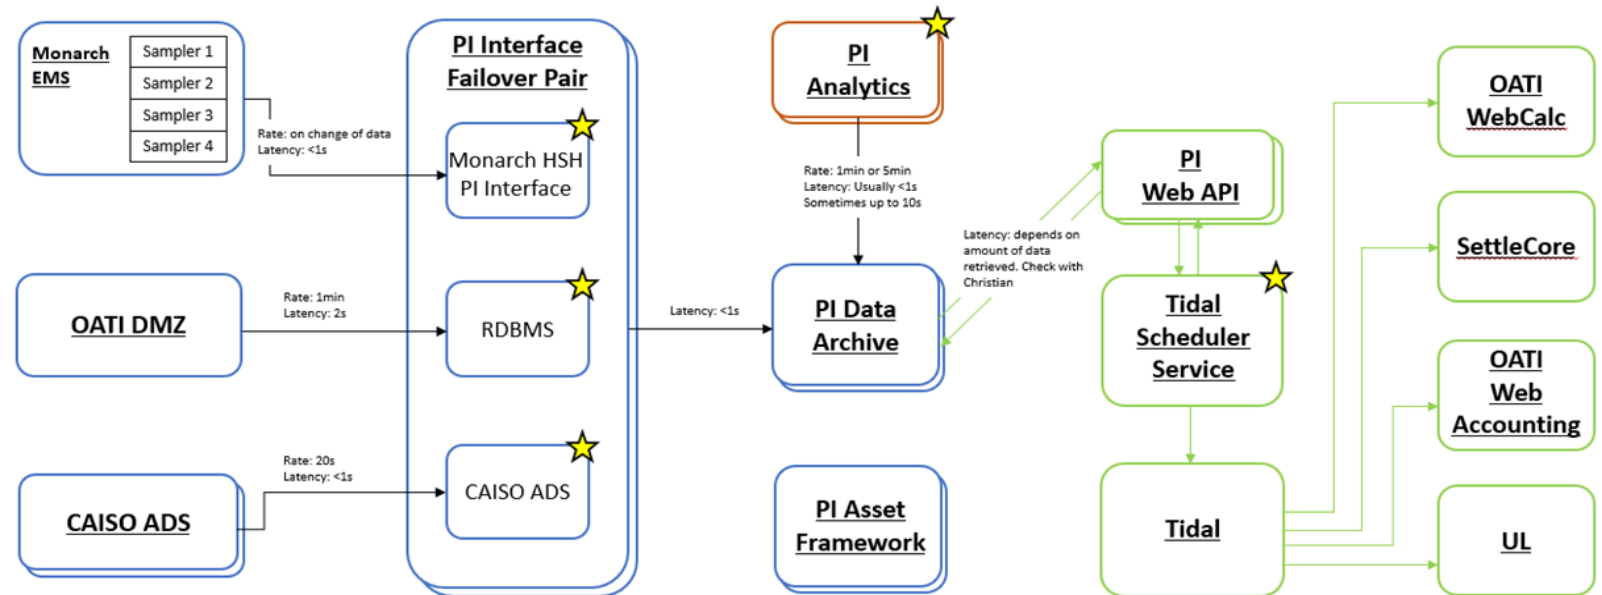 Monarch
EMS
Sampler 1
Sampler 2
Sampler 3
Sampler 4
Rate: on change of data
Latency: <1s
OATI DMZ
Rate: 1min
Latency: 2s
CAISO ADS
Rate: 20s
Latency: <1s
PI Interface
Failover Pair
Monarch HSH
PI Interface
RDBMS
CAISO ADS
Latency: <1s
PI
Analytics
Rate: 1min or 5min
Latency: Usually <1s
Sometimes up to 10s
PI Data
Archive
PI Asset
Framework
Latency: depends on
amount of data
retrieved. Check with
Christian
PI
Web API
Tidal
Scheduler
Service
Tidal
OATI
WebCalc
SettleCore
OATI
Web
Accounting
UL